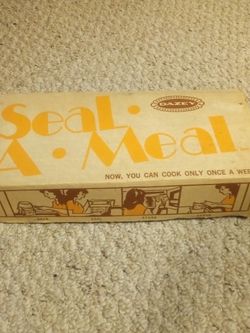 DAZEY
Seal·
A·Meal
NOW, YOU CAN COOK ONLY ONCE A WEE